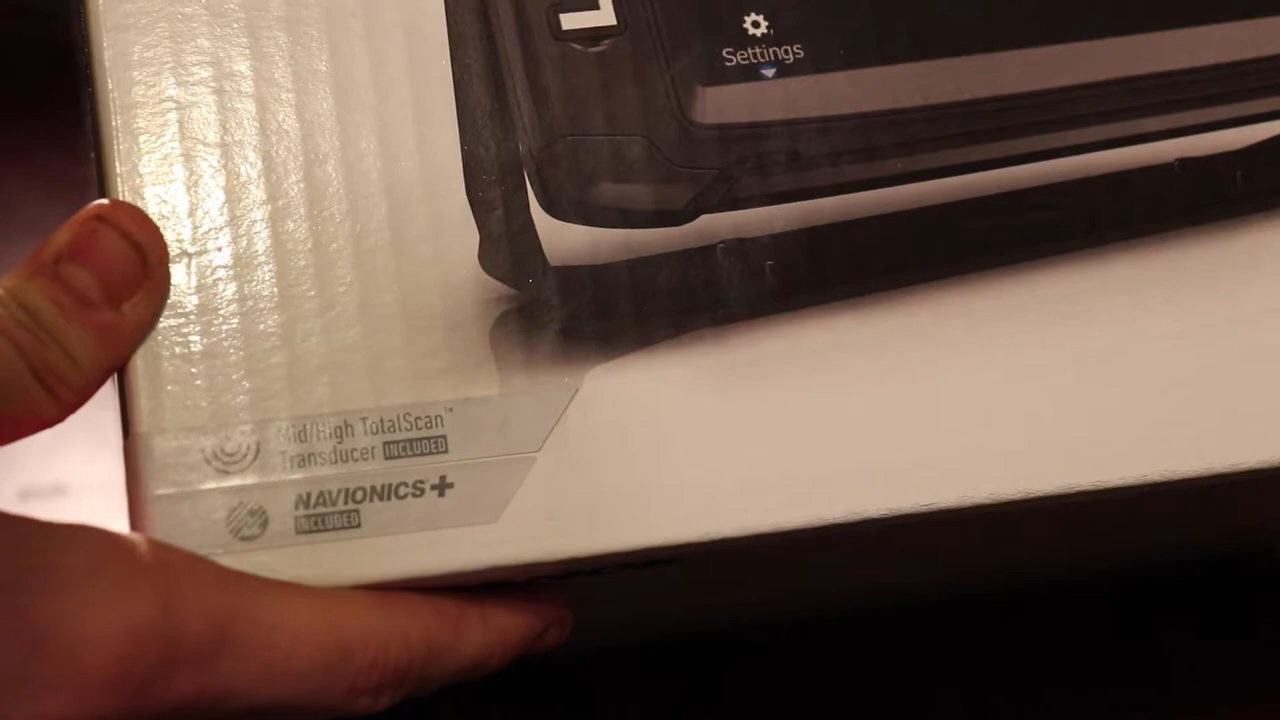 Settings
Mid/High TotalScan™
Transducer INCLUDED
NAVIONICS+
INCLUDED